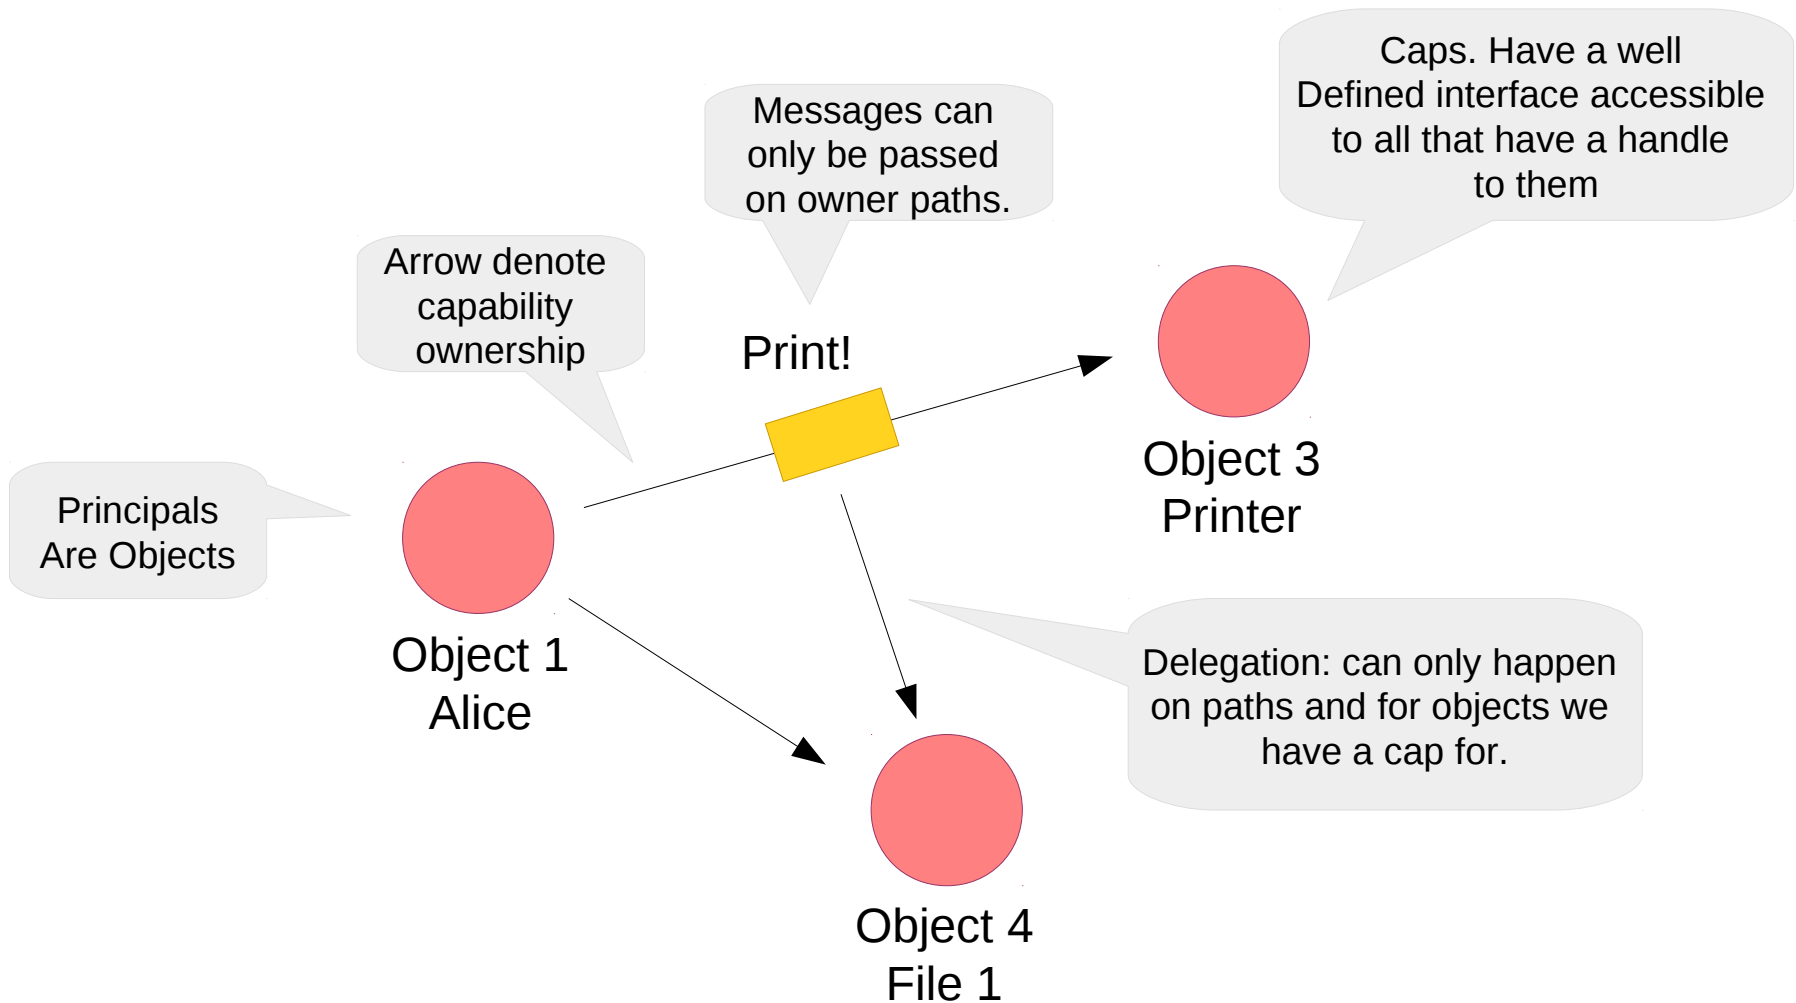 Caps. Have a well
Defined interface accessible
to all that have a handle
to them
Messages can
only be passed
on owner paths.
Arrow denote
capability
ownership
Print!
Principals
Are Objects
Object 3
Printer
Object 1
Alice
Delegation: can only happen
on paths and for objects we
have a cap for.
Object 4
File 1